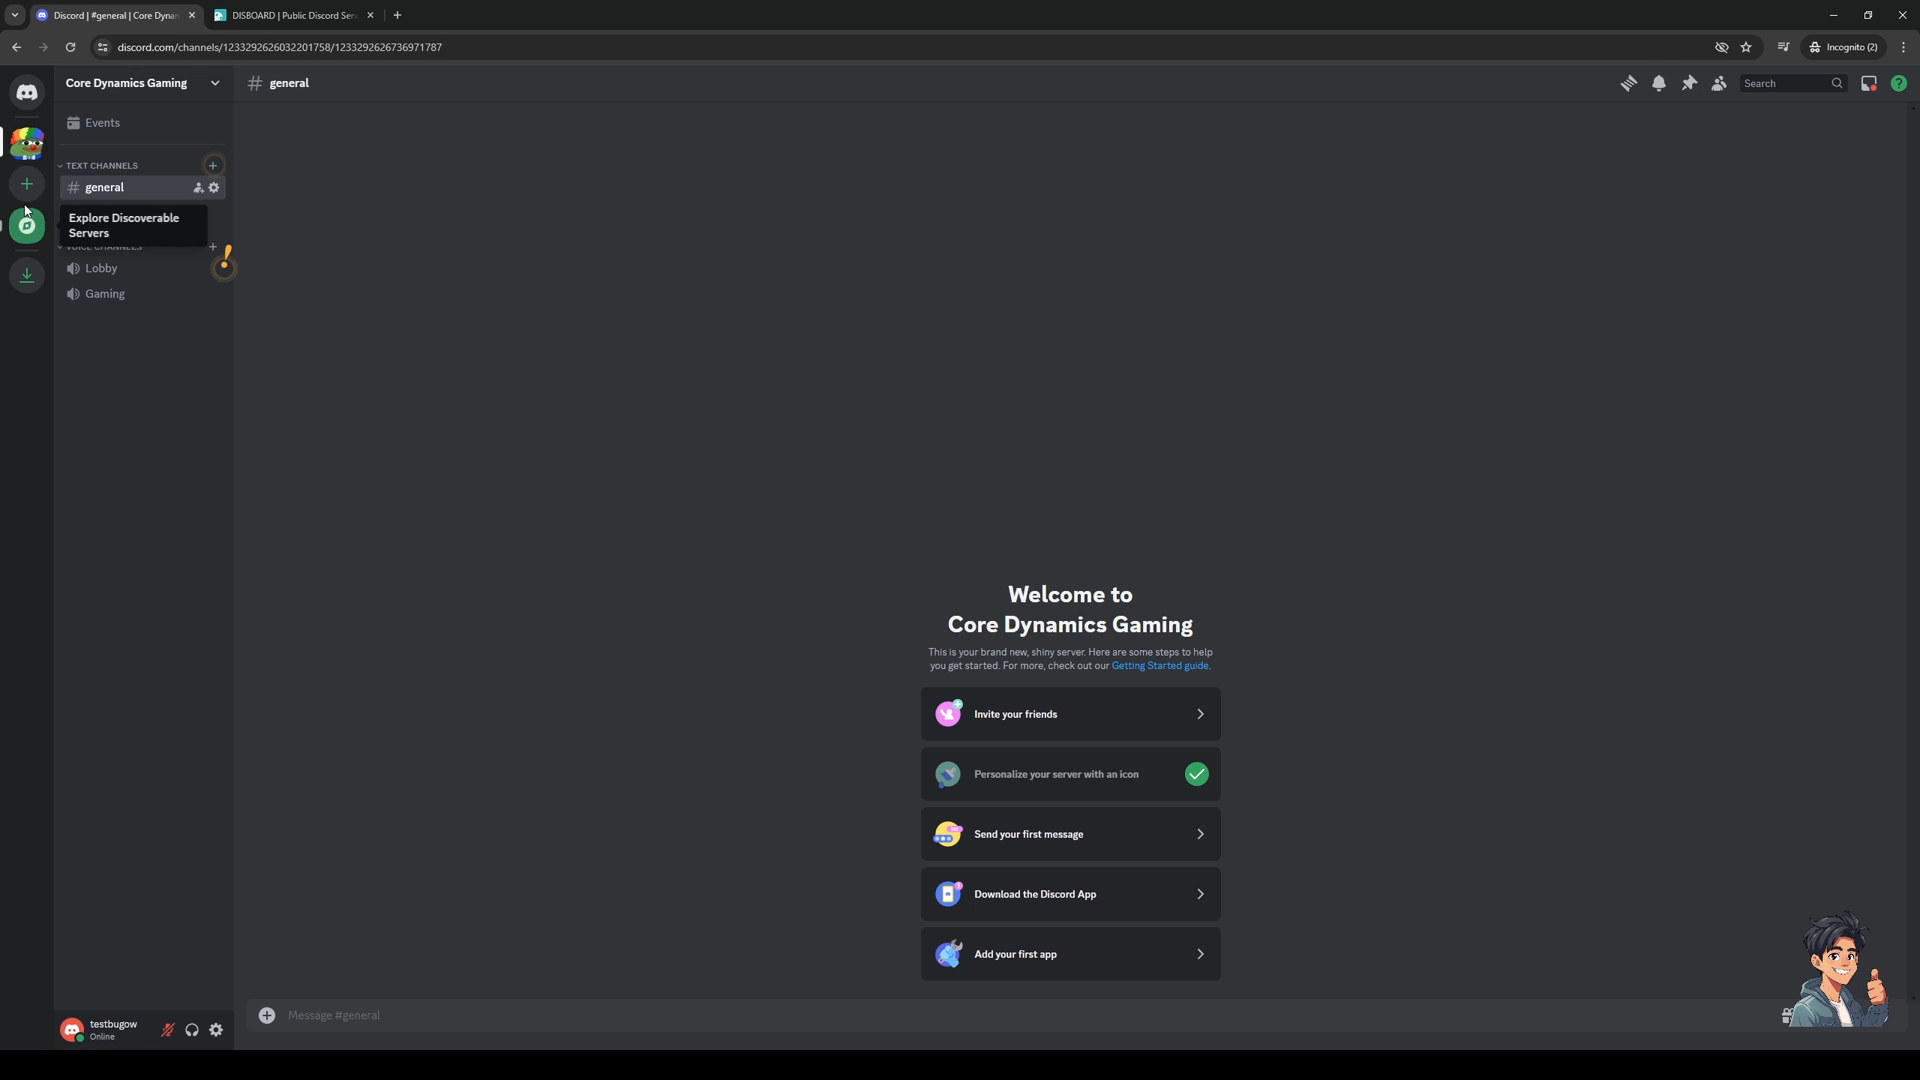 Discord | #general | Core Dynam
DISBOARD | Public Discord Serv
discord.com/channels/1233292626032201758/1233292626736971787
Incognito (2)
Core Dynamics Gaming
general
Search
Events
TEXT CHANNELS
general
Explore Discoverable
Servers
VOICE CHANNELS
Lobby
Gaming
Welcome to
Core Dynamics Gaming
This is your brand new, shiny server. Here are some steps to help
you get started. For more, check out our Getting Started guide.
Invite your friends
Personalize your server with an icon
Send your first message
Download the Discord App
Add your first app
Message #general
testbugow
Online